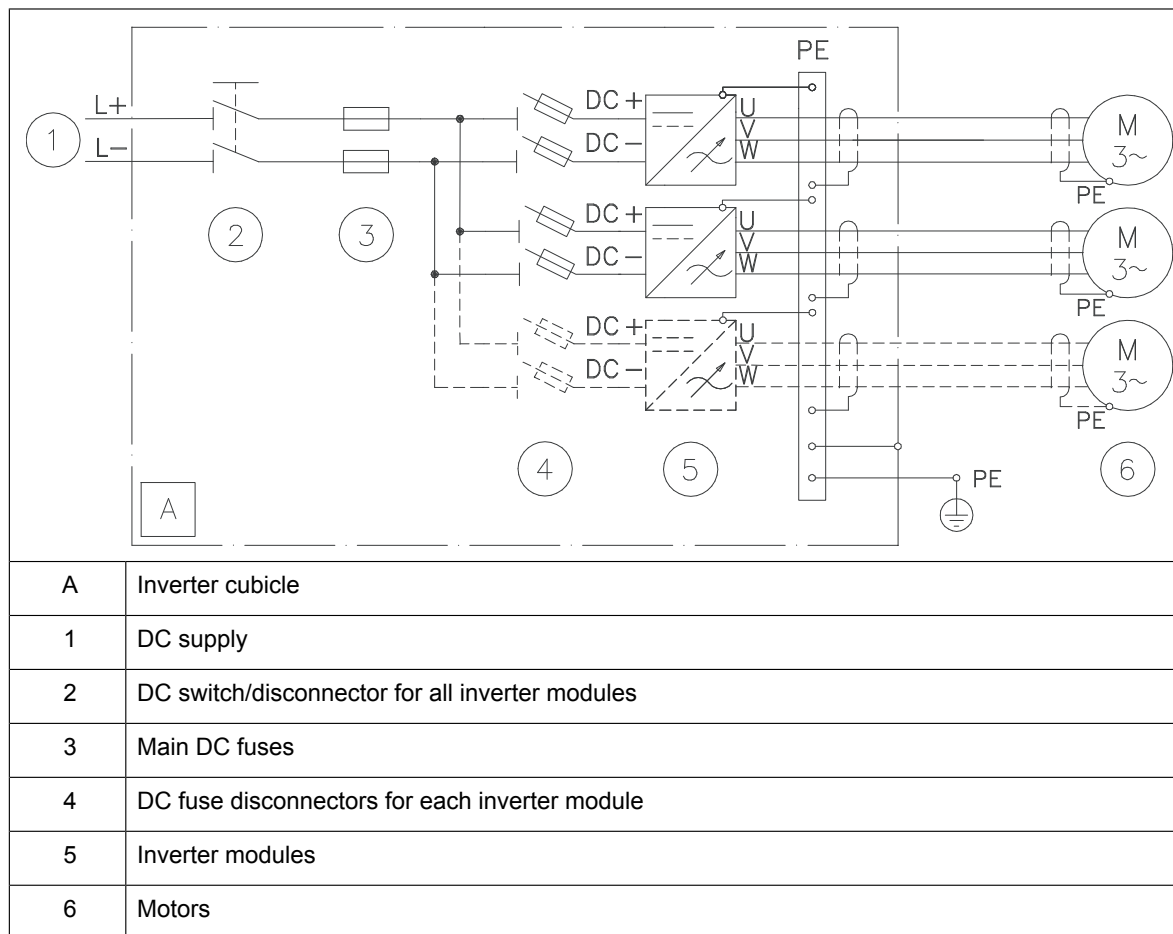 PE
L+
L−
1
2
3
DC +
DC −
U
V
W
M
3~
PE
DC +
DC −
U
V
W
M
3~
PE
DC +
DC −
U
V
W
M
3~
PE
4
5
6
PE
A
A Inverter cubicle
1 DC supply
2 DC switch/disconnector for all inverter modules
3 Main DC fuses
4 DC fuse disconnectors for each inverter module
5 Inverter modules
6 Motors